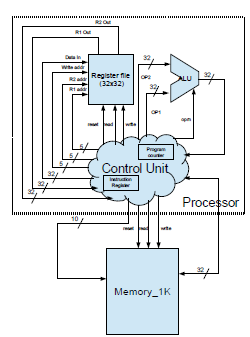 R2 Out
R1 Out
Data in
Write addr
R2 addr
R1 addr
Register file
(32x32)
32
OP2
ALU
32
32
OP1
opm
reset
read
write
5
5
5
32
32
32
Program
counter
Control Unit
Instruction
Register
Processor
10
reset
read
write
32
Memory_1K